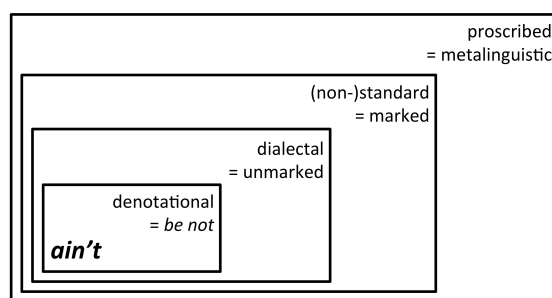 proscribed
= metalinguistic
(non-)standard
= marked
dialectal
= unmarked
denotational
= be not
ain't